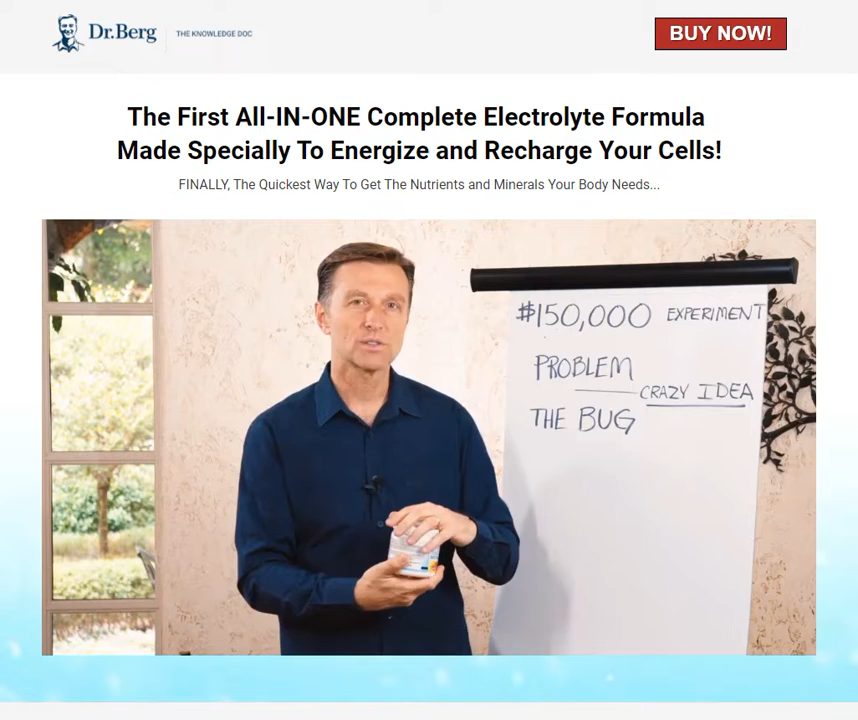 Dr.Berg
THE KNOWLEDGE DOC
BUY NOW!
The First All-IN-ONE Complete Electrolyte Formula
Made Specially To Energize and Recharge Your Cells!
FINALLY, The Quickest Way To Get The Nutrients and Minerals Your Body Needs...
$150,000 EXPERIMENT
PROBLEM
CRAZY IDEA
THE BUG